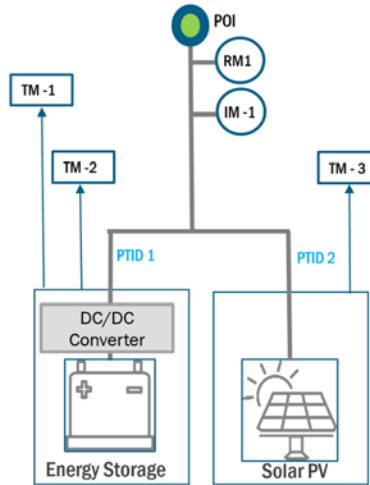 POI
RM1
TM -1
IM -1
TM -2
TM - 3
PTID 1
PTID 2
DC/DC
Converter
Energy Storage
Solar PV